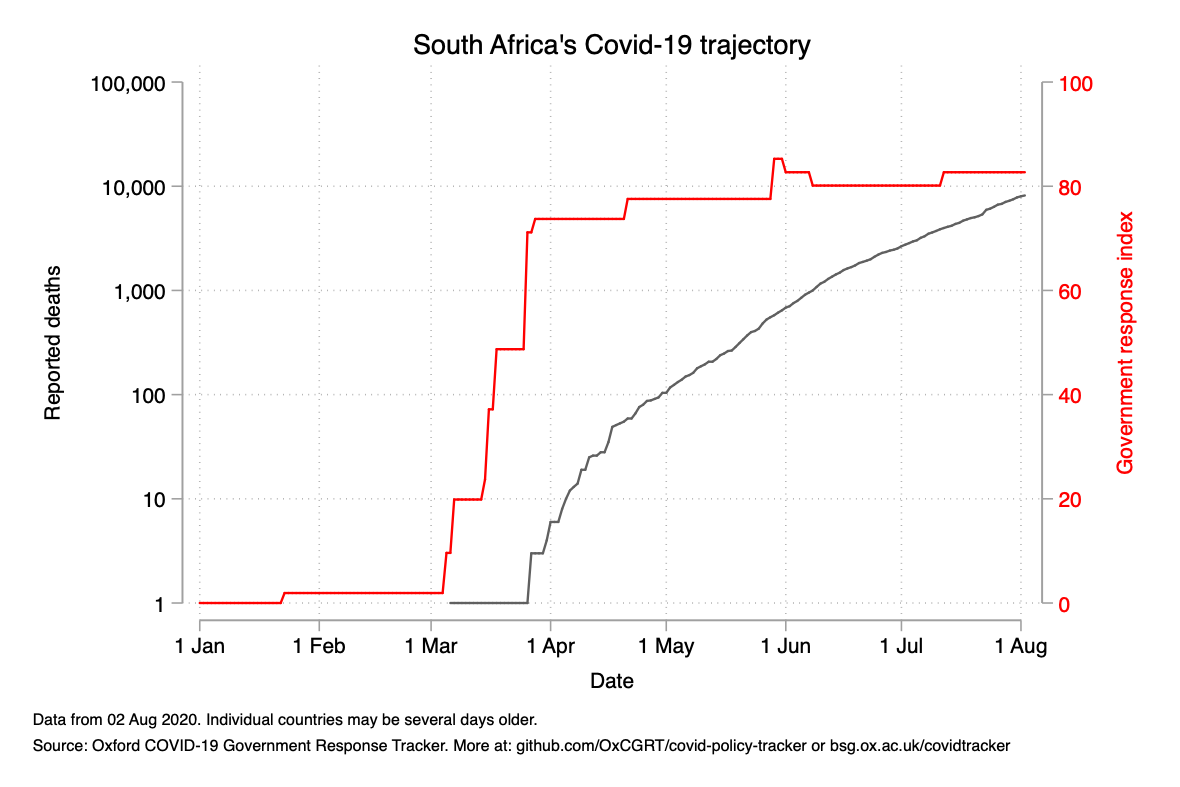 South Africa's Covid-19 trajectory
100,000
10,000
1,000
100
10
1
Reported deaths
100
80
60
40
20
0
Government response index
1 Jan
1 Feb
1 Mar
1 Apr
1 May
1 Jun
1 Jul
1 Aug
Date
Data from 02 Aug 2020. Individual countries may be several days older.
Source: Oxford COVID-19 Government Response Tracker. More at: github.com/OxCGRT/covid-policy-tracker or bsg.ox.ac.uk/covidtracker